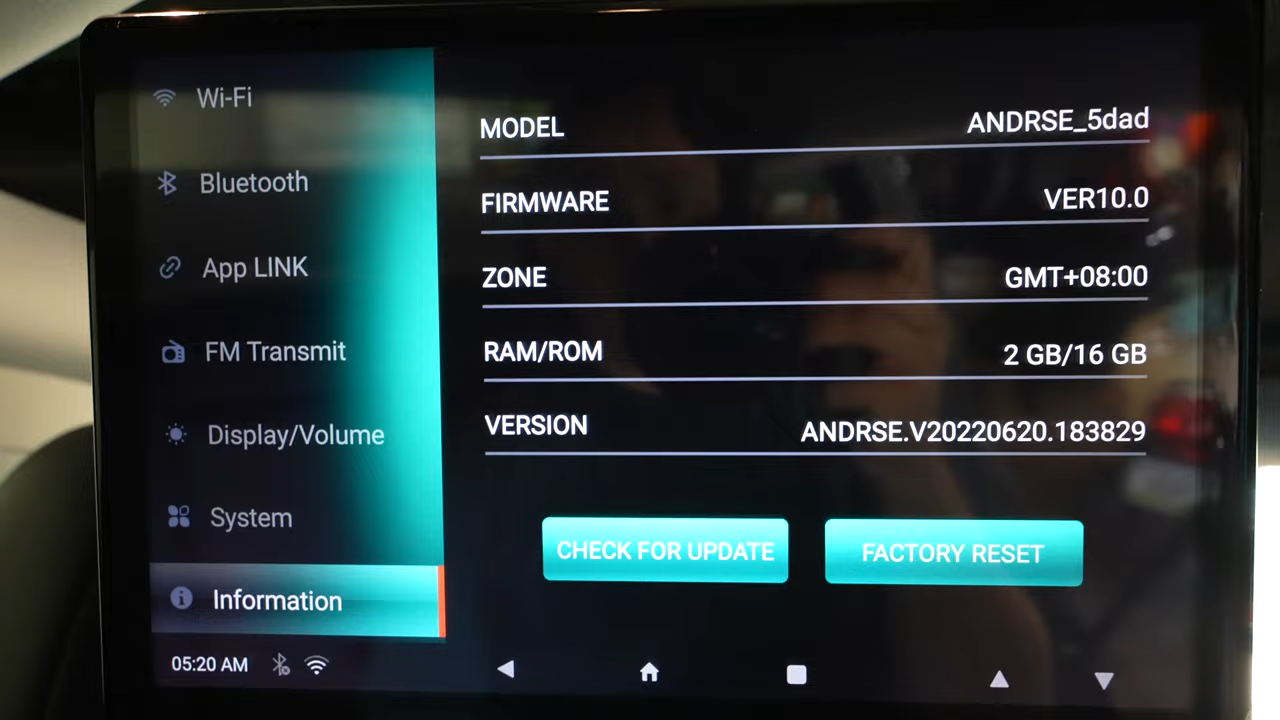 Wi-Fi
Bluetooth
App LINK
FM Transmit
Display/Volume
System
Information
05:20 AM
MODEL ANDRSE_5dad
FIRMWARE VER10.0
ZONE GMT+08:00
RAM/ROM 2 GB/16 GB
VERSION ANDRSE.V20220620.183829
CHECK FOR UPDATE FACTORY RESET